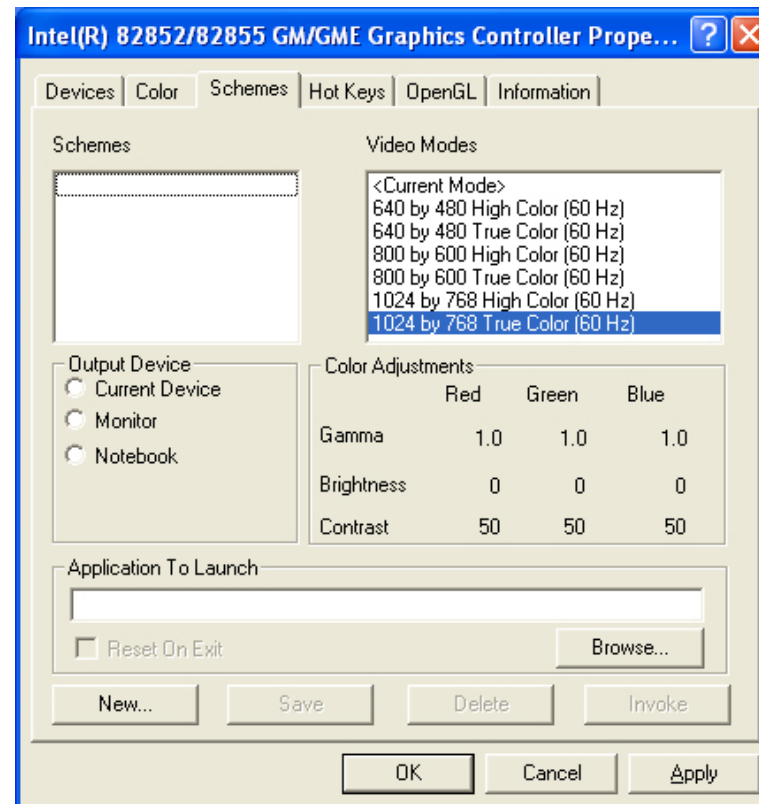 Intel(R) 82852/82855 GM/GME Graphics Controller Prope... ? X
Devices Color Schemes Hot Keys OpenGL Information
Schemes Video Modes
<Current Mode>
640 by 480 High Color (60 Hz)
640 by 480 True Color (60 Hz)
800 by 600 High Color (60 Hz)
800 by 600 True Color (60 Hz)
1024 by 768 High Color (60 Hz)
1024 by 768 True Color (60 Hz)
Output Device
Current Device
Monitor
Notebook
Color Adjustments
Red Green Blue
Gamma 1.0 1.0 1.0
Brightness 0 0 0
Contrast 50 50 50
Application To Launch
Reset On Exit Browse...
New... Save Delete Invoke
OK Cancel Apply